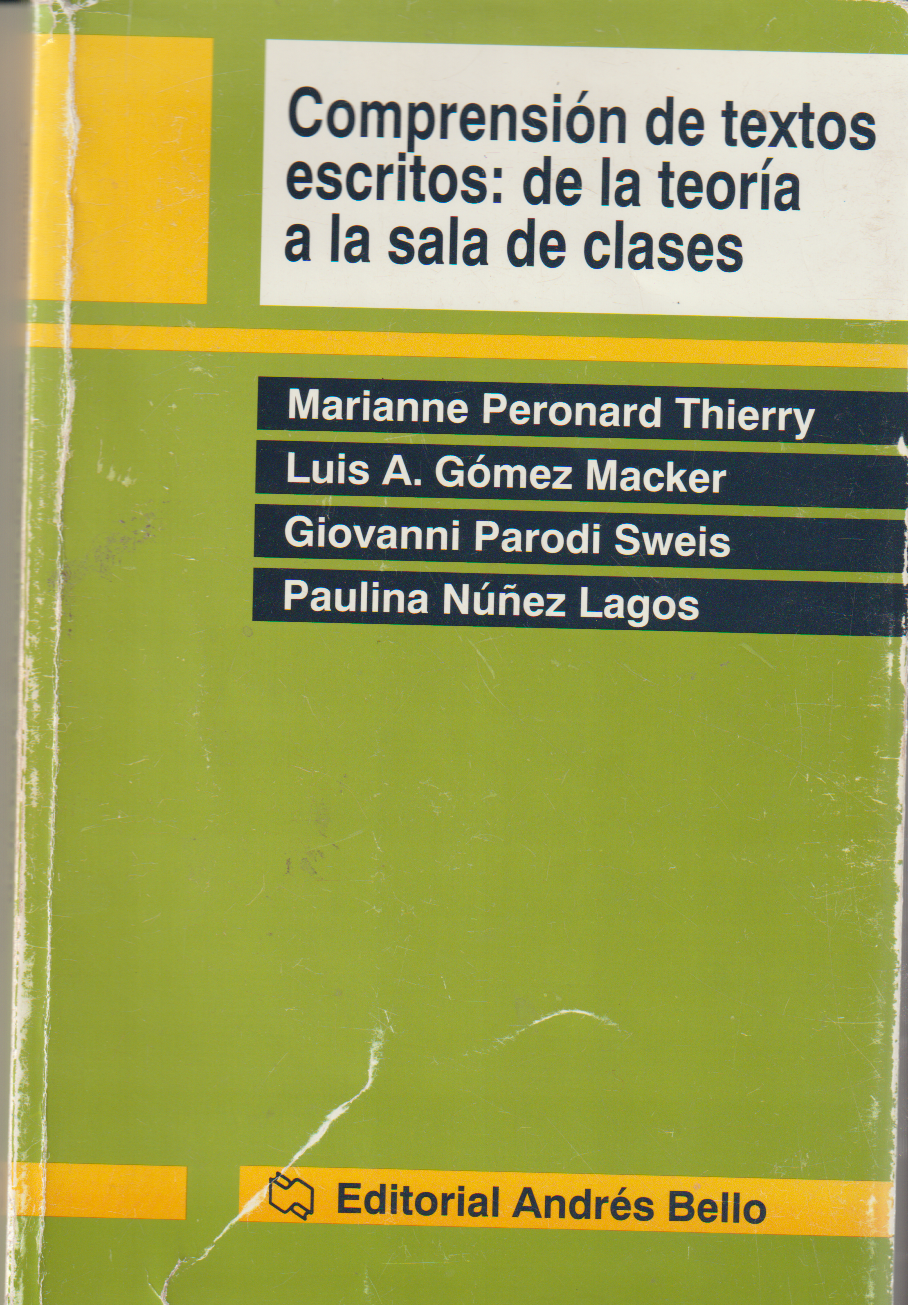 Comprensión de textos
escritos: de la teoría
a la sala de clases
Marianne Peronard Thierry
Luis A. Gómez Macker
Giovanni Parodi Sweis
Paulina Núñez Lagos
Editorial Andrés Bello